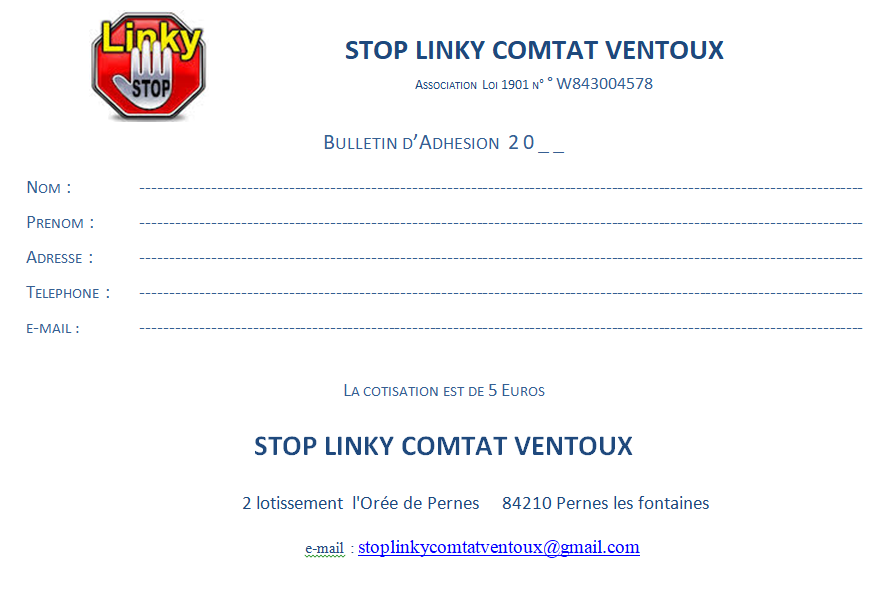 Linky
STOP
STOP LINKY COMTAT VENTOUX
Association Loi 1901 n° ° W843004578
Bulletin d'Adhesion 20_ _
Nom :
Prenom :
Adresse :
Telephone :
e-mail :
La cotisation est de 5 Euros
STOP LINKY COMTAT VENTOUX
2 lotissement l'Orée de Pernes 84210 Pernes les fontaines
e-mail : stoplinkycomtatventoux@gmail.com